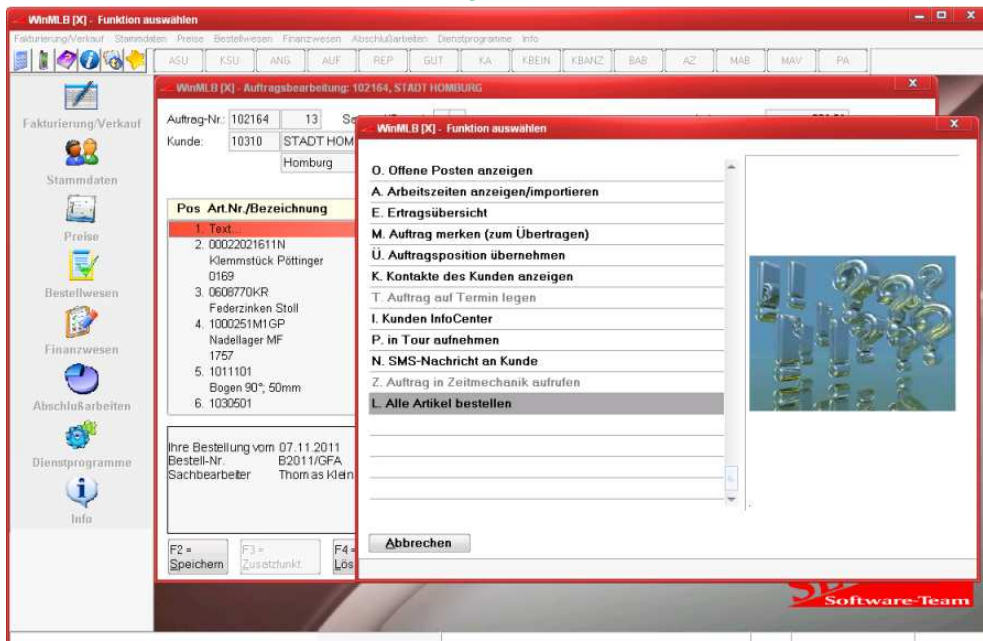 WinMLB [X] - Funktion auswählen
Fakturierung/Verkauf Stammdaten Preise Bestellwesen Finanzwesen Abschlußarbeiten Dienstprogramme Info
ASU KSU ANG AUF REP GUT KA KBEIN KBANZ BAB AZ MAB MAV PA
Fakturierung/Verkauf
Stammdaten
Preise
Bestellwesen
Finanzwesen
Abschlußarbeiten
Dienstprogramme
Info
WinMLB [X] - Auftragsbearbeitung: 102164, STADT HOMBURG
Auftrag-Nr.: 102164 13
Kunde: 10310 STADT HOM
Homburg
Pos Art.Nr./Bezeichnung
1. Text...
2. 00022021611N
Klemmstück Pöttinger
0169
3. 0608770KR
Federzinken Stoll
4. 1000251M1GP
Nadellager MF
1757
5. 1011101
Bogen 90°; 50mm
6. 1030501
Ihre Bestellung vom 07.11.2011
Bestell-Nr. B2011/GFA
Sachbearbeiter Thomas Klein
F2 =
Speichern
F3 =
Zusatzfunkt.
F4 =
Lös
WinMLB [X] - Funktion auswählen
O. Offene Posten anzeigen
A. Arbeitszeiten anzeigen/importieren
E. Ertragsübersicht
M. Auftrag merken (zum Übertragen)
Ü. Auftragsposition übernehmen
K. Kontakte des Kunden anzeigen
T. Auftrag auf Termin legen
I. Kunden InfoCenter
P. in Tour aufnehmen
N. SMS-Nachricht an Kunde
Z. Auftrag in Zeitmechanik aufrufen
L. Alle Artikel bestellen
Abbrechen
Software-Team